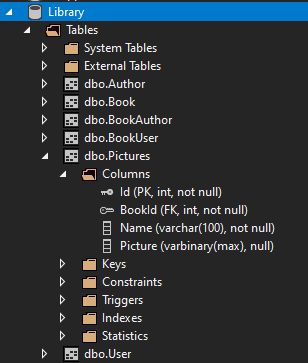 Library
Tables
System Tables
External Tables
dbo.Author
dbo.Book
dbo.BookAuthor
dbo.BookUser
dbo.Pictures
Columns
Id (PK, int, not null)
BookId (FK, int, not null)
Name (varchar(100), not null)
Picture (varbinary(max), null)
Keys
Constraints
Triggers
Indexes
Statistics
dbo.User